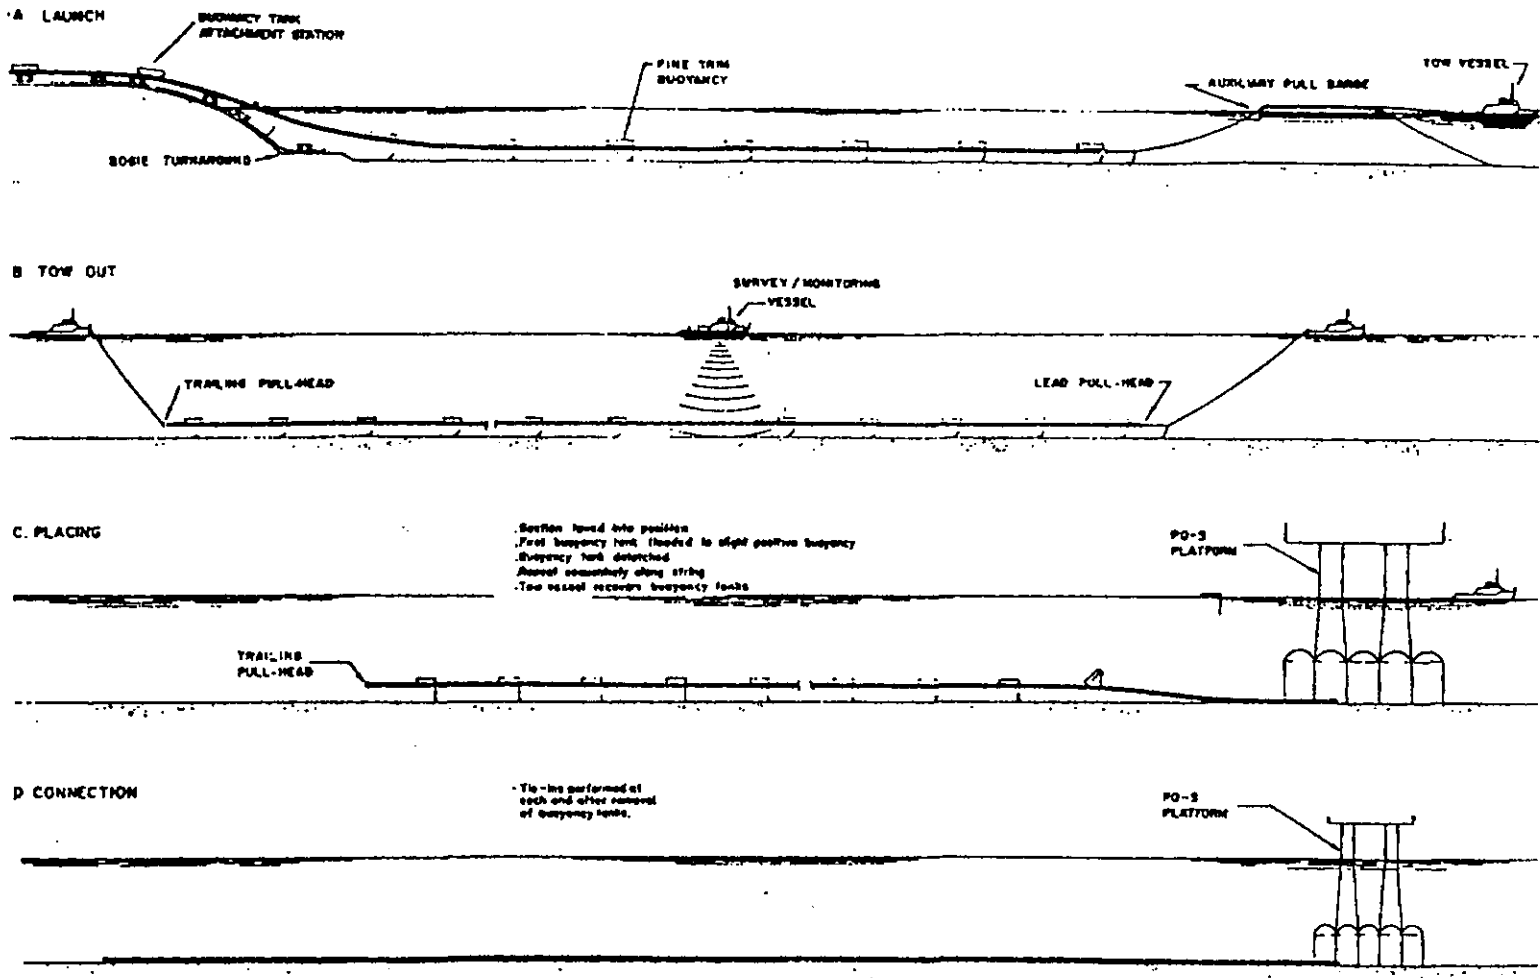 A LAUNCH
BUOYANCY TANK
ATTACHMENT STATION
FINE TRIM
BUOYANCY
AUXILIARY PULL BARGE
TOW VESSEL
BOGIE TURNAROUND
B TOW OUT
SURVEY / MONITORING
VESSEL
TRAILING PULL-HEAD
LEAD PULL-HEAD
C. PLACING
. Section towed into position
. First buoyancy tank flooded to slight positive buoyancy
. Buoyancy tank detatched
. Repeat sequentially along string
. Tow vessel recovers buoyancy tanks
PO-S
PLATFORM
TRAILING
PULL-HEAD
D CONNECTION
- Tie-ins performed at
each end after removal
of buoyancy tanks.
PO-S
PLATFORM